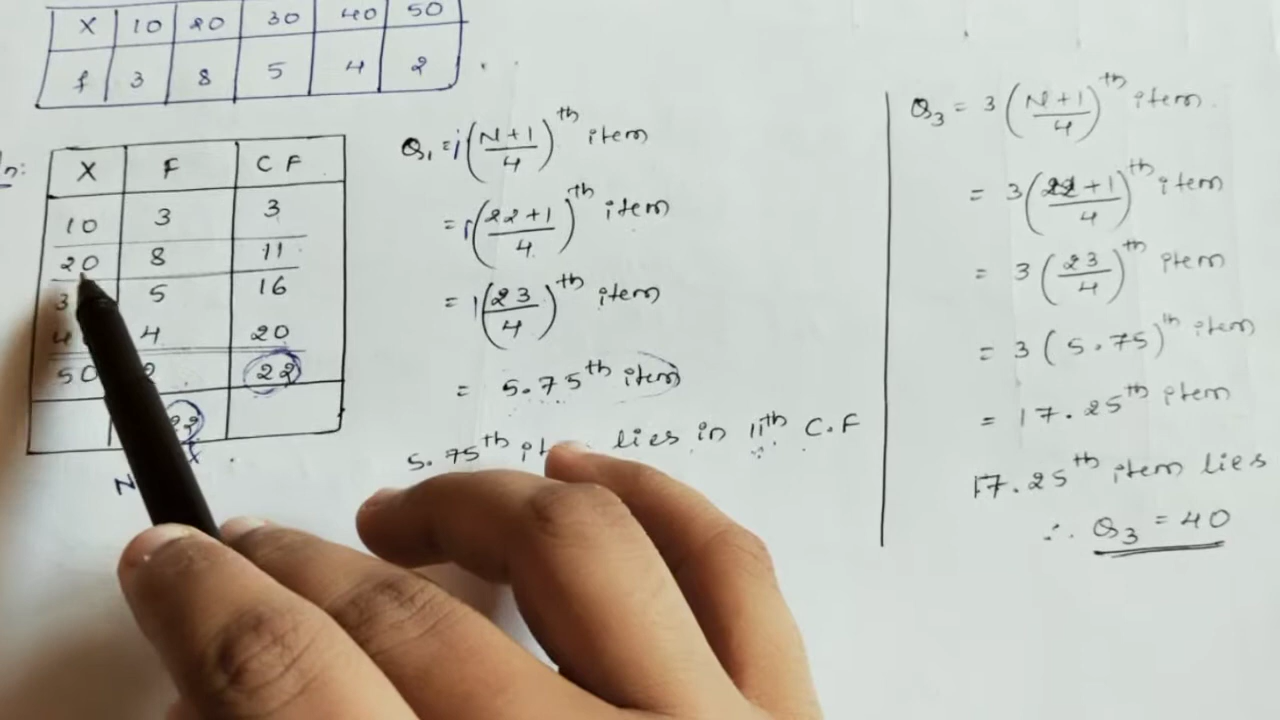 X 10 20 30 40 50
f 3 8 5 4 2
n:
X F CF
10 3 3
20 8 11
3 5 16
4 4 20
50 2 22
22
N
Q₁ = 1(N+1/4)th item
= 1(22+1/4)th item
= 1(23/4)th item
= 5.75th item
5.75th lies in 11th C.F
Q₃ = 3(N+1/4)th item
= 3(22+1/4)th item
= 3(23/4)th item
= 3(5.75)th item
= 17.25th item
17.25th item lies
∴ Q₃ = 40